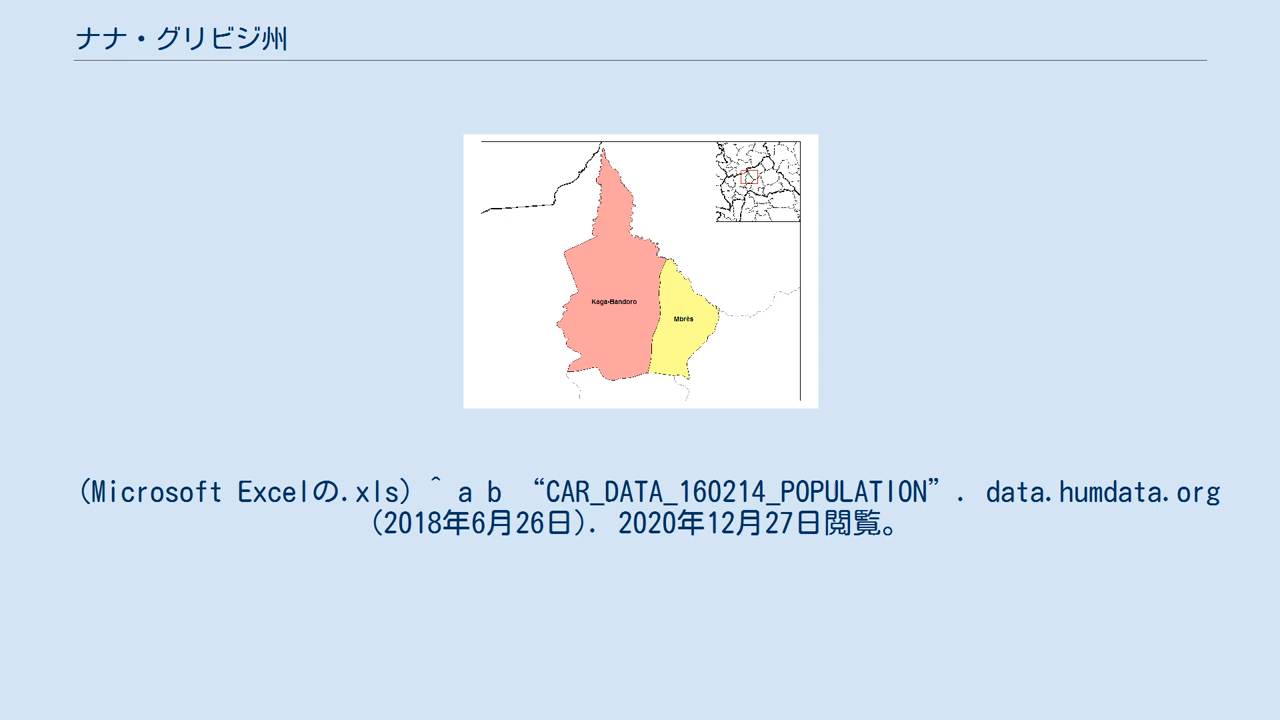 ナナ・グリビジ州
Kaga-Bandoro
Mbrès
(Microsoft Excelの.xls) ^ a b “CAR_DATA_160214_POPULATION”. data.humdata.org
(2018年6月26日). 2020年12月27日閲覧。